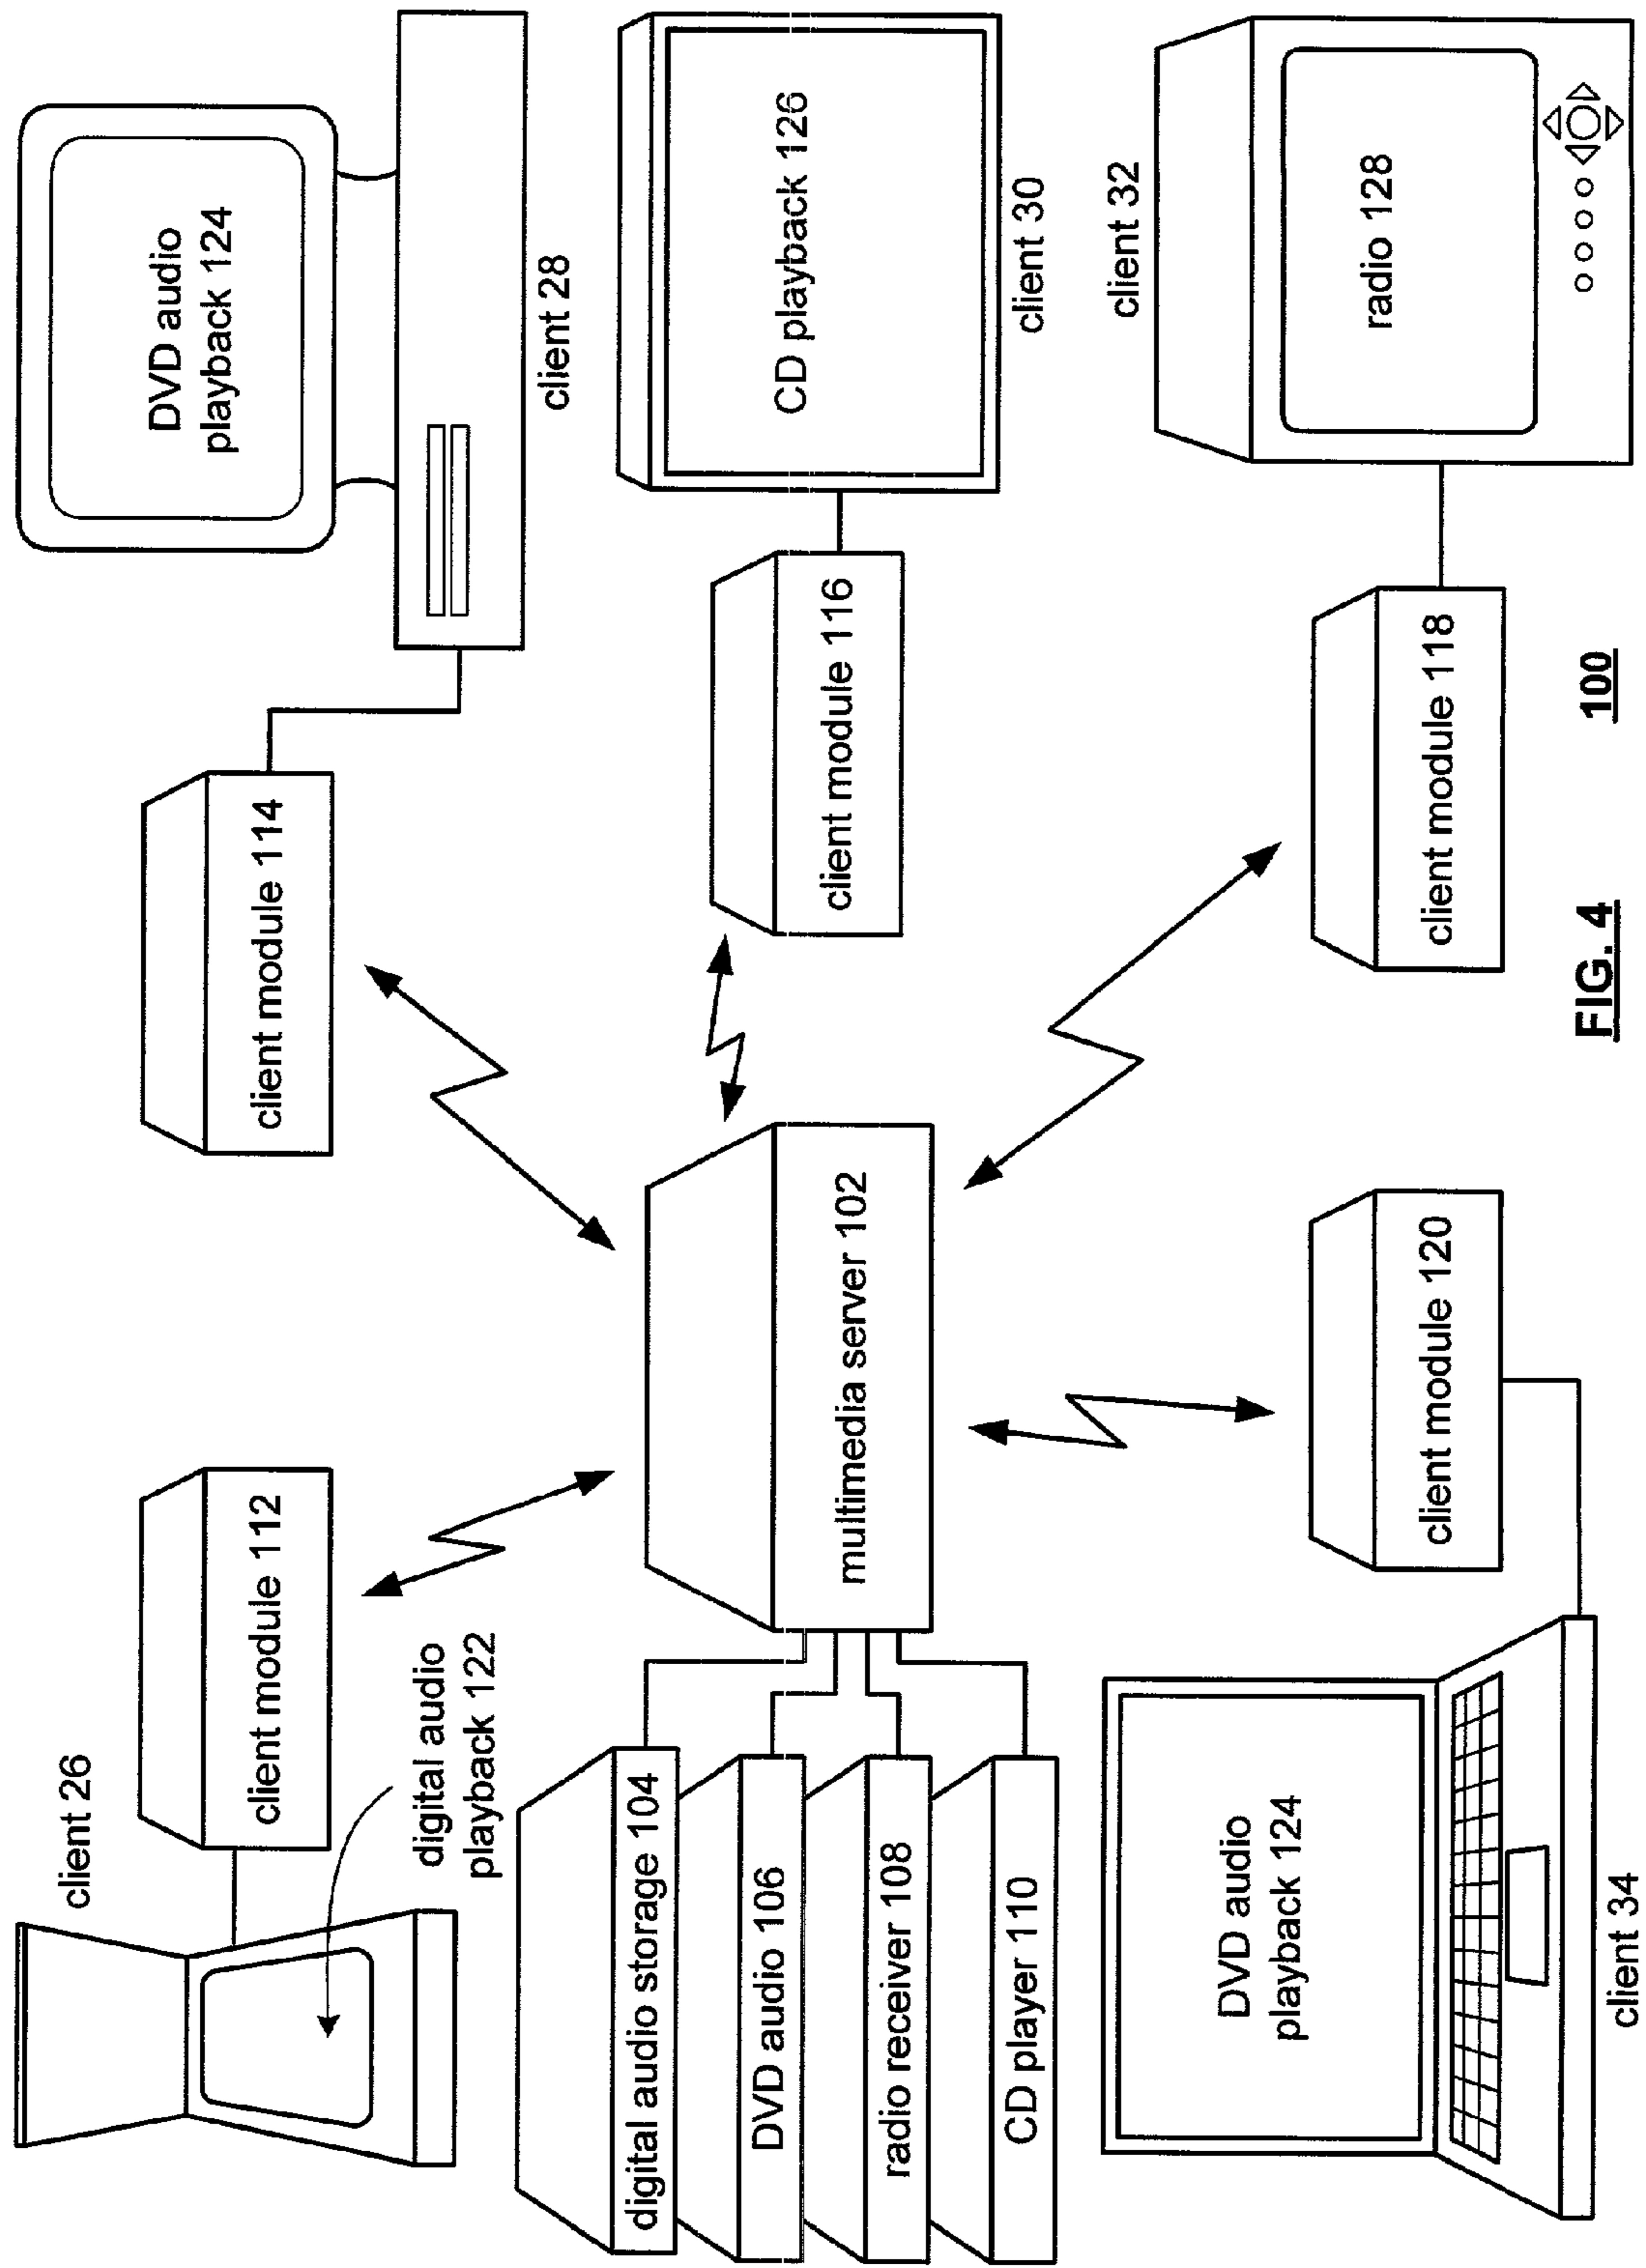 client 26
client module 112
digital audio
playback 122
client module 114
DVD audio
playback 124
client 28
digital audio storage 104
DVD audio 106
radio receiver 108
CD player 110
multimedia server 102
client module 116
CD playback 126
client 30
DVD audio
playback 124
client 34
client module 120
client module 118
client 32
radio 128
FIG. 4
100